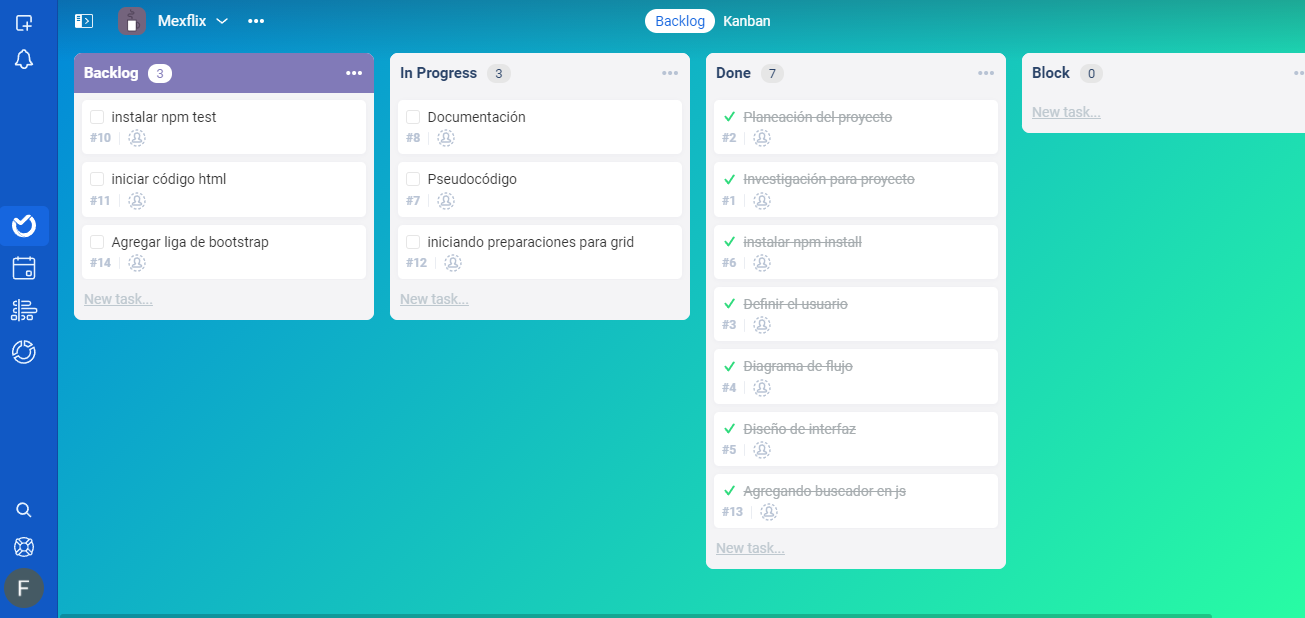 Mexflix
Backlog Kanban
Backlog 3
instalar npm test
#10
iniciar código html
#11
Agregar liga de bootstrap
#14
New task...
In Progress 3
Documentación
#8
Pseudocódigo
#7
iniciando preparaciones para grid
#12
New task...
Done 7
Planeación del proyecto
#2
Investigación para proyecto
#1
instalar npm install
#6
Definir el usuario
#3
Diagrama de flujo
#4
Diseño de interfaz
#5
Agregando buscador en js
#13
New task...
Block 0
New task...
F